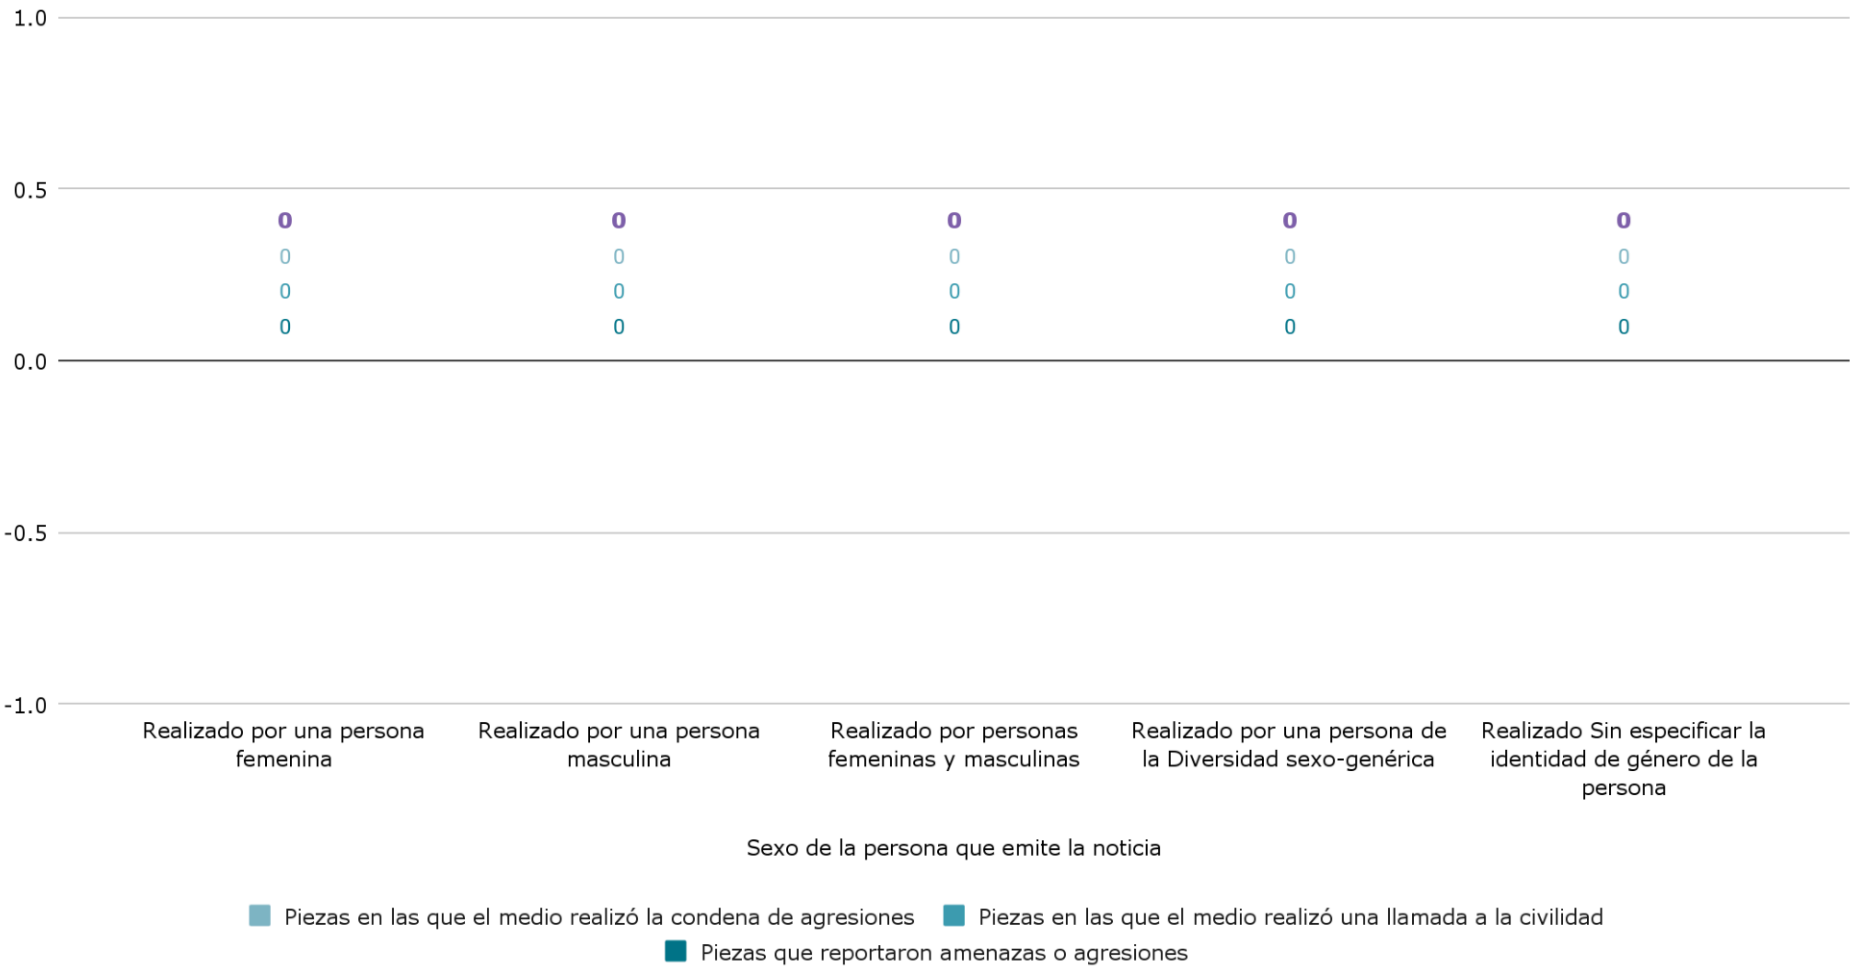 1.0
0.5
0 0 0 0 0
0 0 0 0 0
0 0 0 0 0
0 0 0 0 0
0.0
-0.5
-1.0
Realizado por una persona
femenina
Realizado por una persona
masculina
Realizado por personas
femeninas y masculinas
Realizado por una persona de
la Diversidad sexo-genérica
Realizado Sin especificar la
identidad de género de la
persona
Sexo de la persona que emite la noticia
Piezas en las que el medio realizó la condena de agresiones
Piezas en las que el medio realizó una llamada a la civilidad
Piezas que reportaron amenazas o agresiones